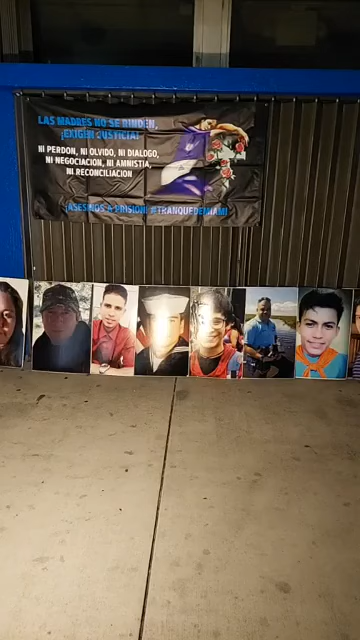 LAS MADRES NO SE RINDEN,
¡EXIGEN JUSTICIA!
NI PERDON, NI OLVIDO, NI DIALOGO,
NI NEGOCIACION, NI AMNISTIA,
NI RECONCILIACION
¡ASESINOS A PRISION! #TRANQUEDEMIAMI